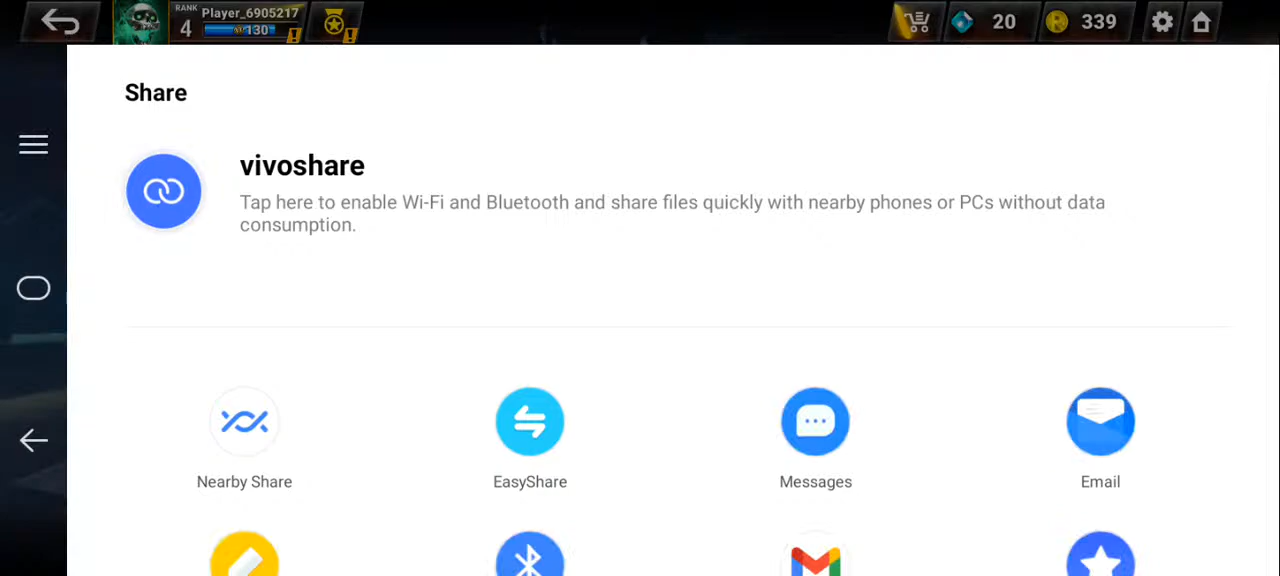 RANK
4
Player_6905217
130
20
339
Share
vivoshare
Tap here to enable Wi-Fi and Bluetooth and share files quickly with nearby phones or PCs without data
consumption.
Nearby Share
EasyShare
Messages
Email